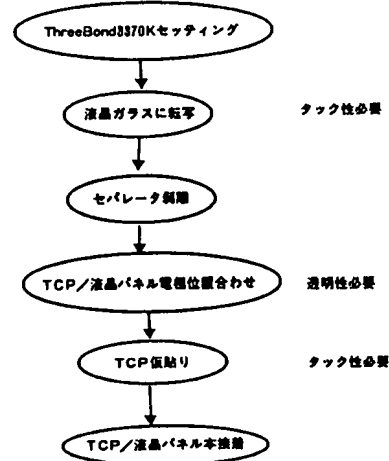 ThreeBond3370Kセッティング
液晶ガラスに転写
タック性必要
セパレータ剥離
TCP/液晶パネル電極位置合わせ
透明性必要
TCP仮貼り
タック性必要
TCP/液晶パネル本接着